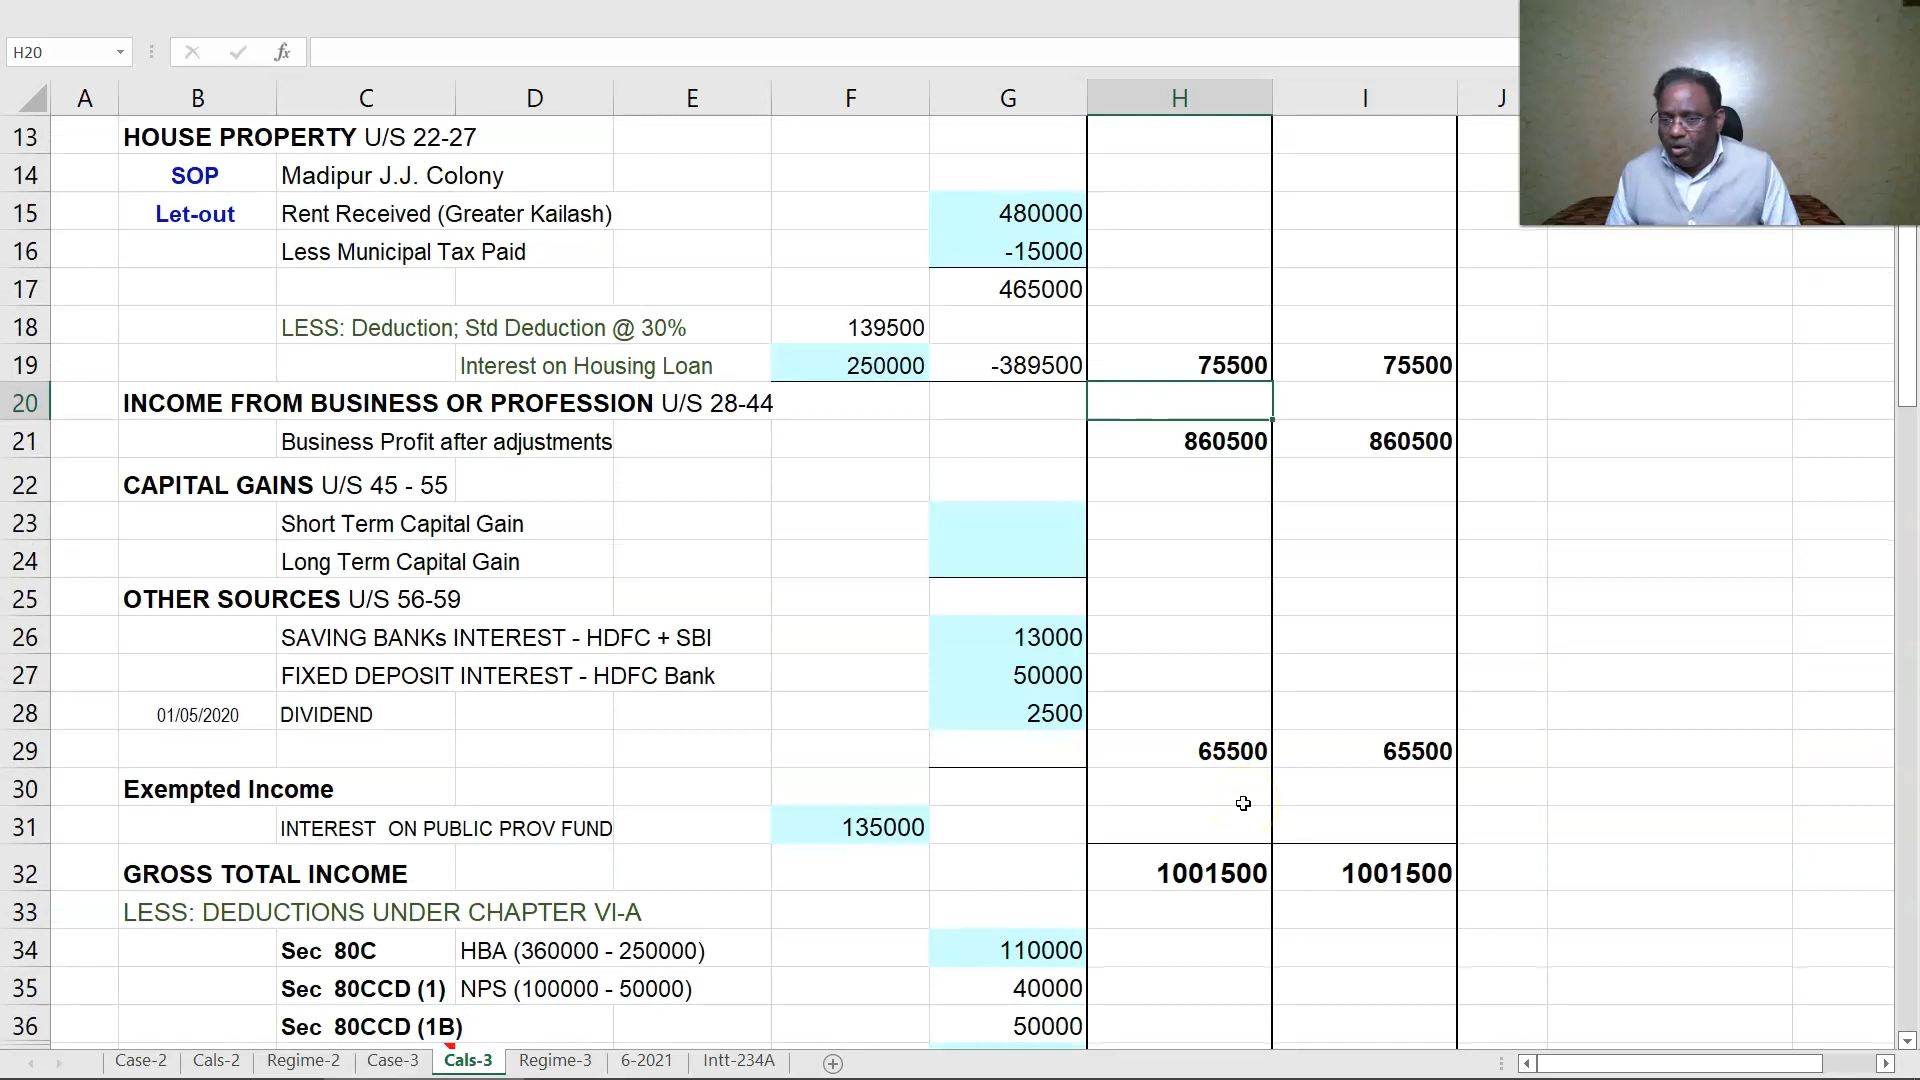 H20 fx
A B C D E F G H I J
13 HOUSE PROPERTY U/S 22-27
14 SOP Madipur J.J. Colony
15 Let-out Rent Received (Greater Kailash) 480000
16 Less Municipal Tax Paid -15000
17 465000
18 LESS: Deduction; Std Deduction @ 30% 139500
19 Interest on Housing Loan 250000 -389500 75500 75500
20 INCOME FROM BUSINESS OR PROFESSION U/S 28-44
21 Business Profit after adjustments 860500 860500
22 CAPITAL GAINS U/S 45 - 55
23 Short Term Capital Gain
24 Long Term Capital Gain
25 OTHER SOURCES U/S 56-59
26 SAVING BANKs INTEREST - HDFC + SBI 13000
27 FIXED DEPOSIT INTEREST - HDFC Bank 50000
28 01/05/2020 DIVIDEND 2500
29 65500 65500
30 Exempted Income
31 INTEREST ON PUBLIC PROV FUND 135000
32 GROSS TOTAL INCOME 1001500 1001500
33 LESS: DEDUCTIONS UNDER CHAPTER VI-A
34 Sec 80C HBA (360000 - 250000) 110000
35 Sec 80CCD (1) NPS (100000 - 50000) 40000
36 Sec 80CCD (1B) 50000
Case-2 Cals-2 Regime-2 Case-3 Cals-3 Regime-3 6-2021 Intt-234A